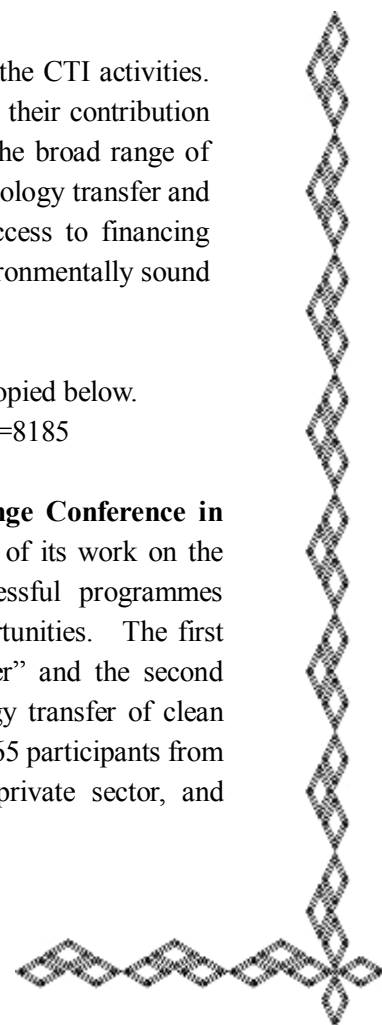 the CTI activities.
their contribution
he broad range of
ology transfer and
ccess to financing
ronmentally sound
opied below.
=8185
nge Conference in
of its work on the
essful programmes
rtunities. The first
er” and the second
gy transfer of clean
65 participants from
private sector, and